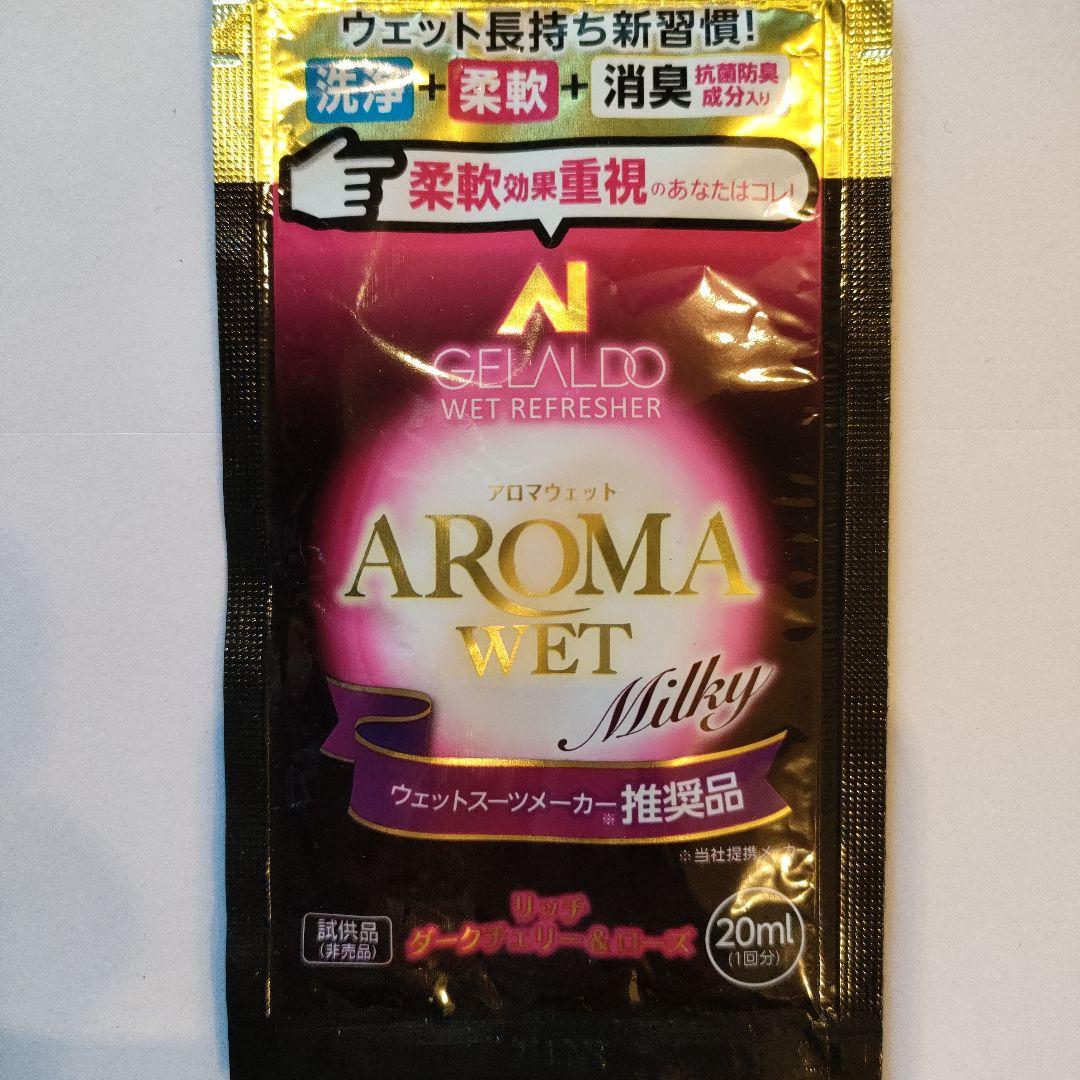 ウェット長持ち新習慣!
洗浄+柔軟+消臭 抗菌防臭
成分入り
柔軟効果重視のあなたはコレ!
GELALDO
WET REFRESHER
アロマウェット
AROMA
WET
Milky
ウェットスーツメーカー※推奨品
※当社提携メーカー
リッチ
ダークチェリー&ローズ
試供品
(非売品)
20ml
(1回分)